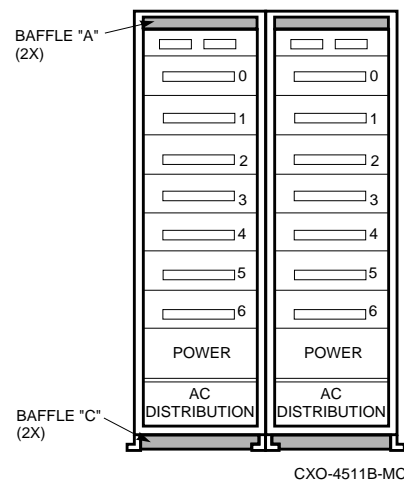 BAFFLE "A"
(2X)
0 0
1 1
2 2
3 3
4 4
5 5
6 6
POWER POWER
AC AC
DISTRIBUTION DISTRIBUTION
BAFFLE "C"
(2X)
CXO-4511B-MC